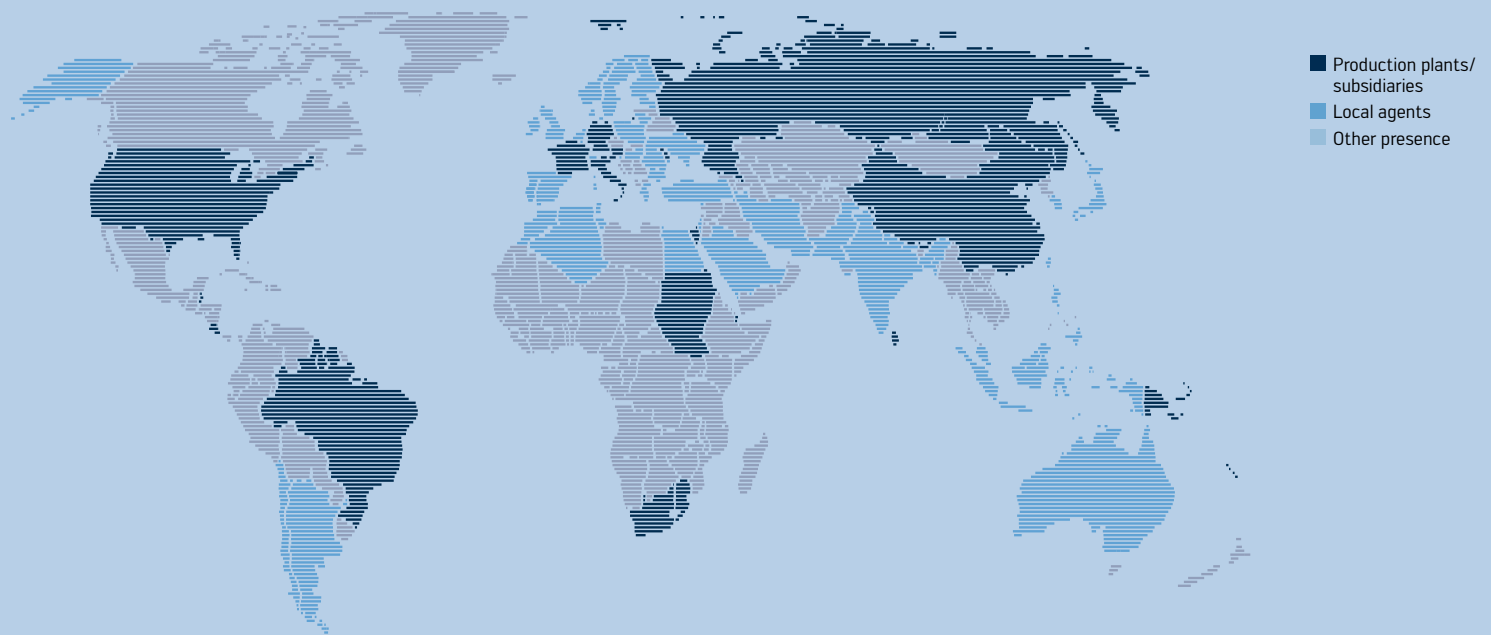 Production plants/
subsidiaries
Local agents
Other presence